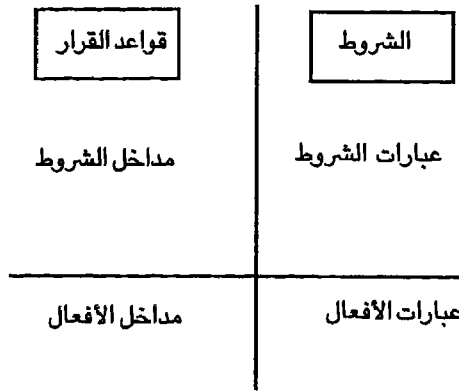 الشروط
قواعد القرار
عبارات الشروط
مداخل الشروط
عبارات الأفعال
مداخل الأفعال